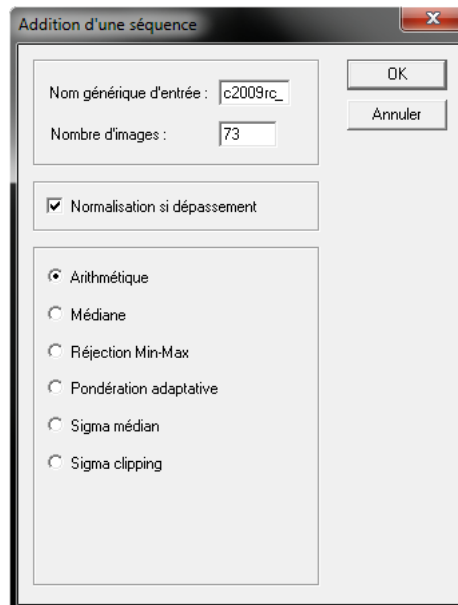 Addition d'une séquence
Nom générique d'entrée : c2009rc_
OK
Nombre d'images : 73
Annuler
Normalisation si dépassement
Arithmétique
Médiane
Réjection Min-Max
Pondération adaptative
Sigma médian
Sigma clipping